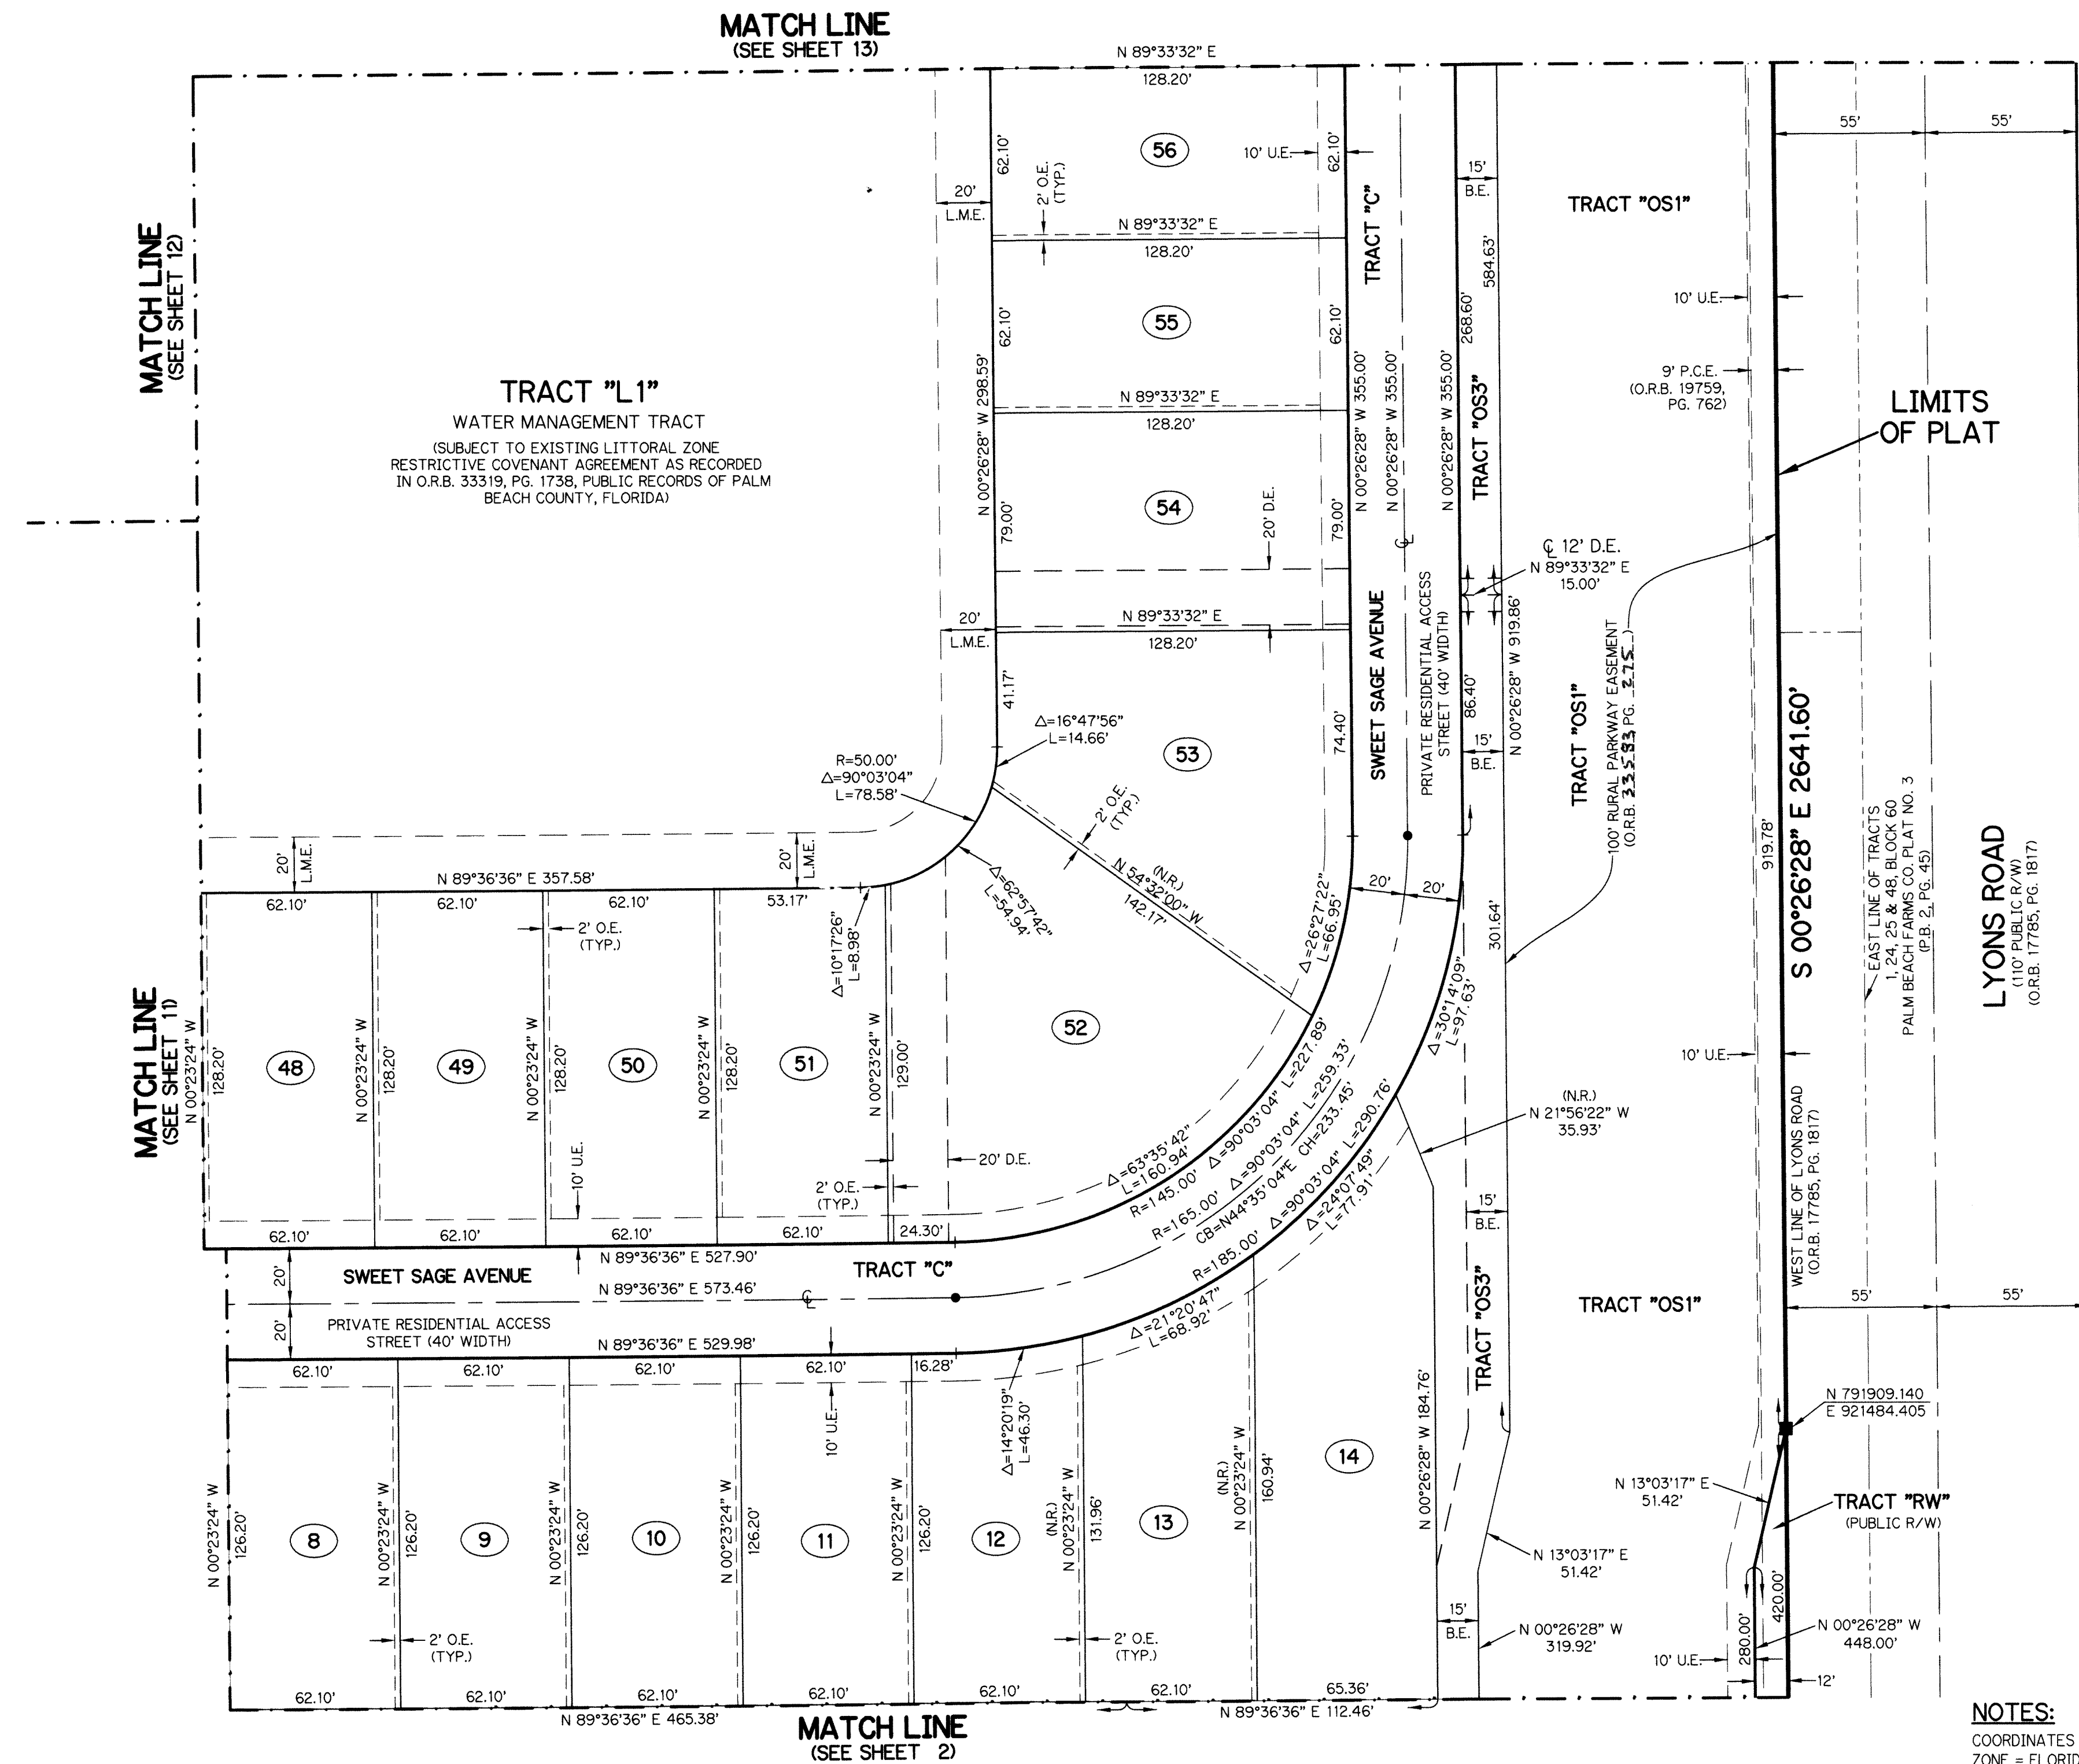 MATCH LINE
(SEE SHEET 13)
N 89°33'32" E
128.20'
62.10'
56
10' U.E.
62.10'
2' O.E.
(TYP.)
20'
L.M.E.
N 89°33'32" E
128.20'
TRACT "C"
15'
B.E.
584.63'
TRACT "OS1"
55'
55'
MATCH LINE
(SEE SHEET 12)
62.10'
55
62.10'
268.60'
10' U.E.
9' P.C.E.
(O.R.B. 19759,
PG. 762)
LIMITS
OF PLAT
TRACT "L1"
WATER MANAGEMENT TRACT
(SUBJECT TO EXISTING LITTORAL ZONE
RESTRICTIVE COVENANT AGREEMENT AS RECORDED
IN O.R.B. 33319, PG. 1738, PUBLIC RECORDS OF PALM
BEACH COUNTY, FLORIDA)
N 00°26'28" W 298.59'
N 89°33'32" E
128.20'
N 00°26'28" W 355.00'
N 00°26'28" W 355.00'
N 00°26'28" W 355.00'
TRACT "OS3"
79.00'
54
20' D.E.
79.00'
℄
℄ 12' D.E.
N 89°33'32" E
15.00'
20'
L.M.E.
N 89°33'32" E
128.20'
SWEET SAGE AVENUE
PRIVATE RESIDENTIAL ACCESS
STREET (40' WIDTH)
86.40'
N 00°26'28" W 919.86'
TRACT "OS1"
100' RURAL PARKWAY EASEMENT
(O.R.B. 33593, PG. 275)
41.17'
Δ=16°47'56"
L=14.66'
53
74.40'
15'
B.E.
R=50.00'
Δ=90°03'04"
L=78.58'
2' O.E.
(TYP.)
(N.R.)
N 54°32'00" W
142.17'
919.78'
S 00°26'28" E 2641.60'
EAST LINE OF TRACTS
1, 24, 25 & 48, BLOCK 60
PALM BEACH FARMS CO. PLAT NO. 3
(P.B. 2, PG. 45)
LYONS ROAD
(110' PUBLIC R/W)
(O.R.B. 17785, PG. 1817)
20'
L.M.E.
20'
L.M.E.
N 89°36'36" E 357.58'
62.10'
62.10'
62.10'
53.17'
2' O.E.
(TYP.)
Δ=10°17'26"
L=8.98'
Δ=62°57'42"
L=54.94'
Δ=26°27'22"
L=66.95'
20'
20'
301.64'
Δ=30°14'09"
L=97.63'
MATCH LINE
(SEE SHEET 11)
N 00°23'24" W
128.20'
48
N 00°23'24" W
128.20'
49
N 00°23'24" W
128.20'
50
N 00°23'24" W
128.20'
51
N 00°23'24" W
129.00'
52
10' U.E.
WEST LINE OF LYONS ROAD
(O.R.B. 17785, PG. 1817)
(N.R.)
N 21°56'22" W
35.93'
10' U.E.
2' O.E.
(TYP.)
20' D.E.
Δ=63°35'42"
L=160.94'
R=145.00' Δ=90°03'04" L=227.89'
R=165.00' Δ=90°03'04" L=259.33'
CB=N44°35'04"E CH=233.45'
R=185.00' Δ=90°03'04" L=290.76'
Δ=24°07'49"
L=77.91'
15'
B.E.
62.10'
62.10'
62.10'
62.10'
24.30'
N 89°36'36" E 527.90'
20'
SWEET SAGE AVENUE
TRACT "C"
N 89°36'36" E 573.46'
℄
20'
PRIVATE RESIDENTIAL ACCESS
STREET (40' WIDTH)
N 89°36'36" E 529.98'
Δ=21°20'47"
L=68.92'
TRACT "OS3"
TRACT "OS1"
55'
55'
62.10'
62.10'
62.10'
62.10'
16.28'
10' U.E.
Δ=14°20'19"
L=46.30'
N 00°26'28" W 184.76'
N 791909.140
E 921484.405
N 00°23'24" W
126.20'
8
N 00°23'24" W
126.20'
9
N 00°23'24" W
126.20'
10
N 00°23'24" W
126.20'
11
N 00°23'24" W
126.20'
12
(N.R.)
N 00°23'24" W
131.96'
13
(N.R.)
N 00°23'24" W
160.94'
14
N 13°03'17" E
51.42'
TRACT "RW"
(PUBLIC R/W)
N 13°03'17" E
51.42'
2' O.E.
(TYP.)
2' O.E.
(TYP.)
15'
B.E.
N 00°26'28" W
319.92'
10' U.E.
280.00'
420.00'
N 00°26'28" W
448.00'
12'
62.10'
62.10'
62.10'
62.10'
62.10'
62.10'
65.36'
N 89°36'36" E 465.38'
N 89°36'36" E 112.46'
MATCH LINE
(SEE SHEET 2)
NOTES:
COORDINATES
ZONE = FLORID